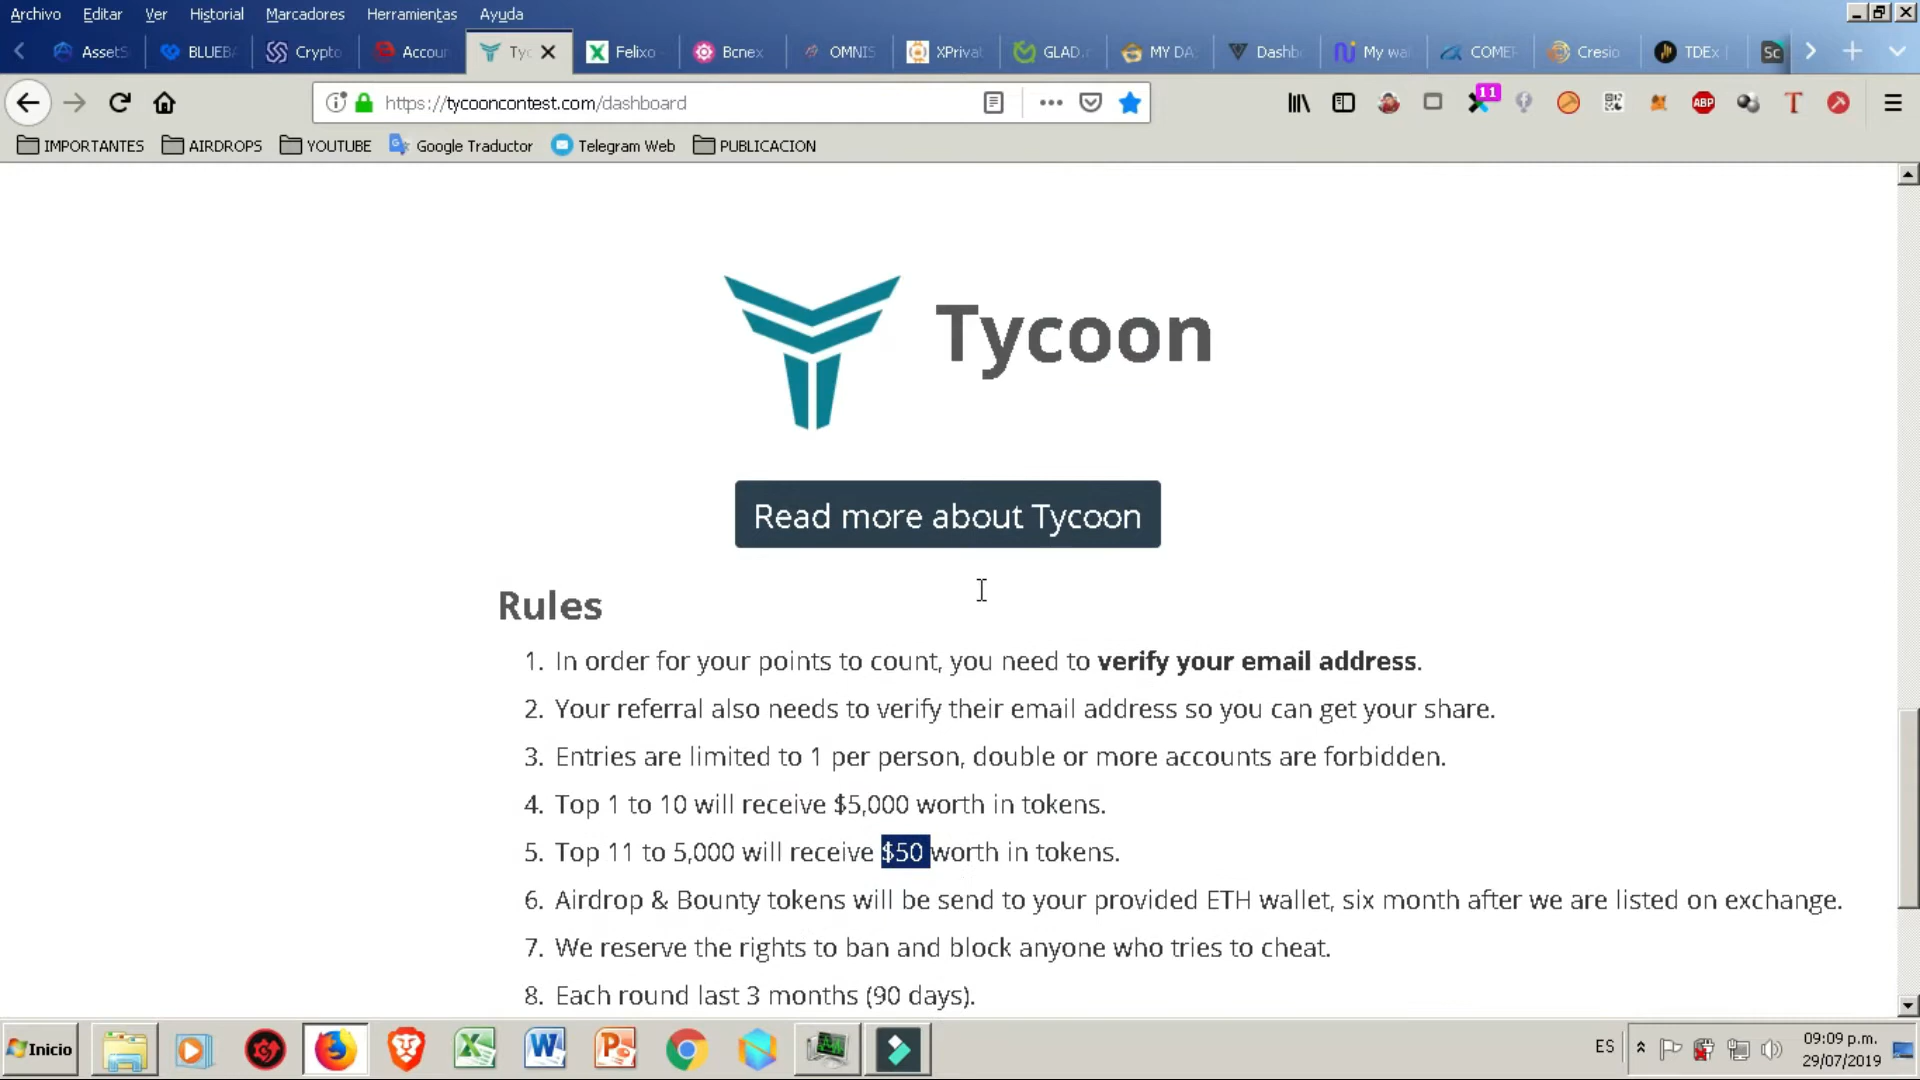 Archivo Editar Ver Historial Marcadores Herramientas Ayuda
AssetS BLUEBA Crypto Accoun Tyc Felixo Bcnex OMNIS XPrivat GLAD.c MY DA Dashb My wa COMER Cresio TDEx Sc
https://tycooncontest.com/dashboard 11 ABP T
IMPORTANTES AIRDROPS YOUTUBE Google Traductor Telegram Web PUBLICACION
Tycoon
Read more about Tycoon
Rules
1. In order for your points to count, you need to verify your email address.
2. Your referral also needs to verify their email address so you can get your share.
3. Entries are limited to 1 per person, double or more accounts are forbidden.
4. Top 1 to 10 will receive $5,000 worth in tokens.
5. Top 11 to 5,000 will receive $50 worth in tokens.
6. Airdrop & Bounty tokens will be send to your provided ETH wallet, six month after we are listed on exchange.
7. We reserve the rights to ban and block anyone who tries to cheat.
8. Each round last 3 months (90 days).
Inicio ES 09:09 p.m.
29/07/2019